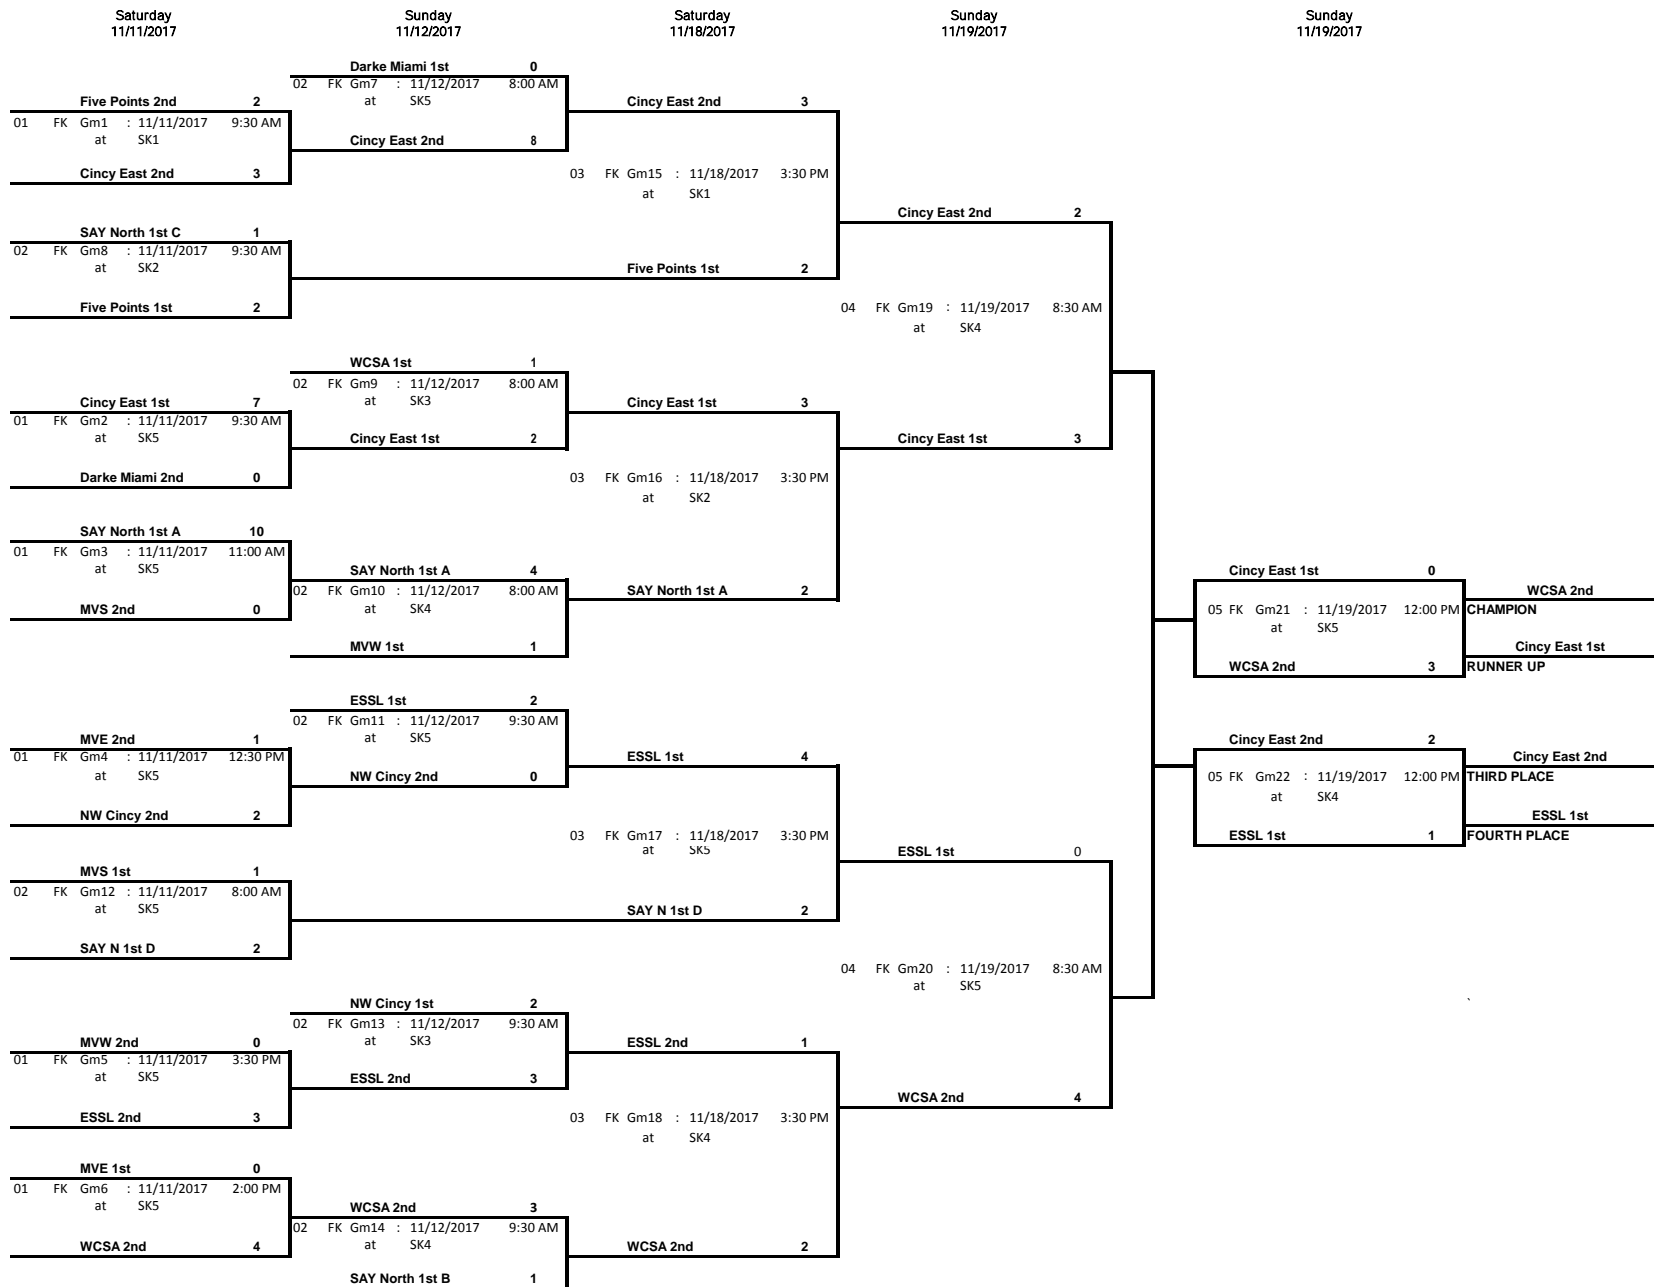 Saturday
11/11/2017
Sunday
11/12/2017
Saturday
11/18/2017
Sunday
11/19/2017
Sunday
11/19/2017
Five Points 2nd 2
01 FK Gm1 : 11/11/2017 9:30 AM
at SK1
Cincy East 2nd 3
SAY North 1st C 1
02 FK Gm8 : 11/11/2017 9:30 AM
at SK2
Five Points 1st 2
Cincy East 1st 7
01 FK Gm2 : 11/11/2017 9:30 AM
at SK5
Darke Miami 2nd 0
SAY North 1st A 10
01 FK Gm3 : 11/11/2017 11:00 AM
at SK5
MVS 2nd 0
MVE 2nd 1
01 FK Gm4 : 11/11/2017 12:30 PM
at SK5
NW Cincy 2nd 2
MVS 1st 1
02 FK Gm12 : 11/11/2017 8:00 AM
at SK5
SAY N 1st D 2
MVW 2nd 0
01 FK Gm5 : 11/11/2017 3:30 PM
at SK5
ESSL 2nd 3
MVE 1st 0
01 FK Gm6 : 11/11/2017 2:00 PM
at SK5
WCSA 2nd 4
Darke Miami 1st 0
02 FK Gm7 : 11/12/2017 8:00 AM
at SK5
Cincy East 2nd 8
WCSA 1st 1
02 FK Gm9 : 11/12/2017 8:00 AM
at SK3
Cincy East 1st 2
SAY North 1st A 4
02 FK Gm10 : 11/12/2017 8:00 AM
at SK4
MVW 1st 1
ESSL 1st 2
02 FK Gm11 : 11/12/2017 9:30 AM
at SK5
NW Cincy 2nd 0
NW Cincy 1st 2
02 FK Gm13 : 11/12/2017 9:30 AM
at SK3
ESSL 2nd 3
WCSA 2nd 3
02 FK Gm14 : 11/12/2017 9:30 AM
at SK4
SAY North 1st B 1
Cincy East 2nd 3
03 FK Gm15 : 11/18/2017 3:30 PM
at SK1
Five Points 1st 2
Cincy East 1st 3
03 FK Gm16 : 11/18/2017 3:30 PM
at SK2
SAY North 1st A 2
ESSL 1st 4
03 FK Gm17 : 11/18/2017 3:30 PM
at SK5
SAY N 1st D 2
ESSL 2nd 1
03 FK Gm18 : 11/18/2017 3:30 PM
at SK4
WCSA 2nd 2
Cincy East 2nd 2
04 FK Gm19 : 11/19/2017 8:30 AM
at SK4
Cincy East 1st 3
ESSL 1st 0
04 FK Gm20 : 11/19/2017 8:30 AM
at SK5
WCSA 2nd 4
Cincy East 1st 0
05 FK Gm21 : 11/19/2017 12:00 PM
at SK5
WCSA 2nd 3
WCSA 2nd
CHAMPION
Cincy East 1st
RUNNER UP
Cincy East 2nd 2
05 FK Gm22 : 11/19/2017 12:00 PM
at SK4
ESSL 1st 1
Cincy East 2nd
THIRD PLACE
ESSL 1st
FOURTH PLACE
`